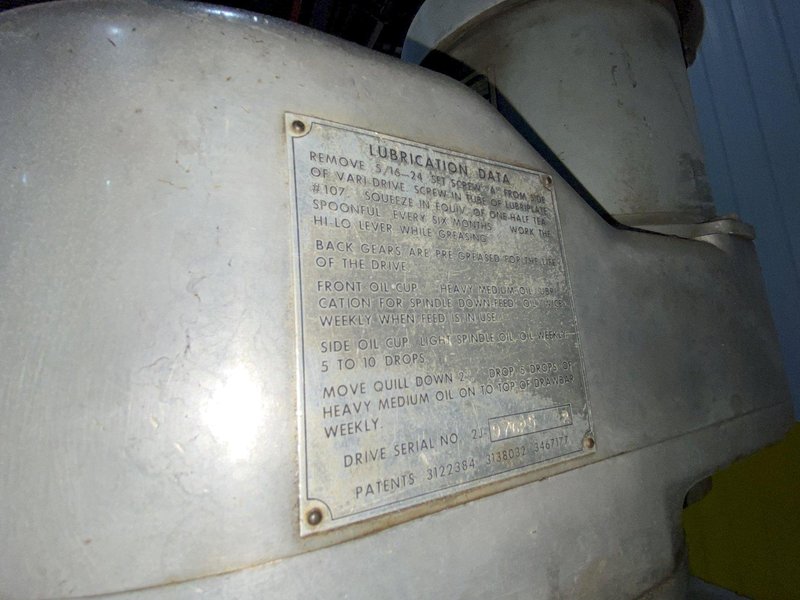 LUBRICATION DATA
REMOVE 5/16-24 SET SCREW "A" FROM SIDE
OF VARI-DRIVE SCREW IN TUBE OF LUBRIPLATE
#107. SQUEEZE IN EQUIV. OF ONE-HALF TEA-
SPOONFUL EVERY SIX MONTHS. WORK THE
HI-LO LEVER WHILE GREASING
BACK GEARS ARE PRE GREASED FOR THE LIFE
OF THE DRIVE
FRONT OIL CUP HEAVY MEDIUM OIL LUBRI-
CATION FOR SPINDLE DOWN FEED OIL
WEEKLY WHEN FEED IS IN USE.
SIDE OIL CUP. LIGHT SPINDLE OIL. OIL WEEKLY
5 TO 10 DROPS.
MOVE QUILL DOWN DROP 5 DROPS OF
HEAVY MEDIUM OIL ON TO TOP OF DRAWBAR
WEEKLY.
DRIVE SERIAL NO. 2J-
PATENTS 3122384 3138032 3467177